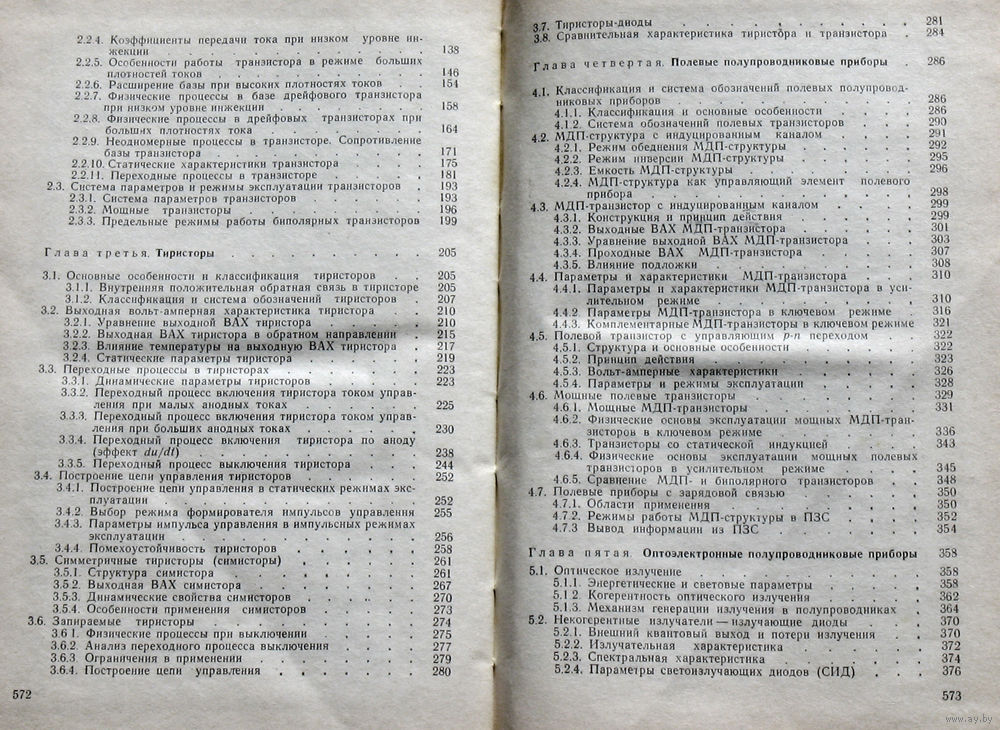 2.2.4. Коэффициенты передачи тока при низком уровне ин-
жекции . . . . . . . . . . 138
2.2.5. Особенности работы транзистора в режиме больших
плотностей токов . . . . . . . . . 146
2.2.6. Расширение базы при высоких плотностях токов . . 154
2.2.7. Физические процессы в базе дрейфового транзистора
при низком уровне инжекции . . . . . . . 158
2.2.8. Физические процессы в дрейфовых транзисторах при
больших плотностях тока . . . . . . . 164
2.2.9. Неодномерные процессы в транзисторе. Сопротивление
базы транзистора . . . . . . . . . 171
2.2.10. Статические характеристики транзистора . . . 175
2.2.11. Переходные процессы в транзисторе . . . . 181
2.3. Система параметров и режимы эксплуатации транзисторов . 193
2.3.1. Система параметров транзисторов . . . . . 193
2.3.2. Мощные транзисторы . . . . . . . 196
2.3.3. Предельные режимы работы биполярных транзисторов 199
Глава третья. Тиристоры . . . . . . . . 205
3.1. Основные особенности и классификация тиристоров . . 205
3.1.1. Внутренняя положительная обратная связь в тиристоре 205
3.1.2. Классификация и система обозначений тиристоров . 207
3.2. Выходная вольт-амперная характеристика тиристора . . 210
3.2.1. Уравнение выходной ВАХ тиристора . . . . . 210
3.2.2. Выходная ВАХ тиристора в обратном направлении . 215
3.2.3. Влияние температуры на выходную ВАХ тиристора . 217
3.2.4. Статические параметры тиристора . . . . . 219
3.3. Переходные процессы в тиристорах . . . . . . 223
3.3.1. Динамические параметры тиристоров . . . . 223
3.3.2. Переходный процесс включения тиристора током управ-
ления при малых анодных токах . . . . . 225
3.3.3. Переходный процесс включения тиристора током управ-
ления при больших анодных токах . . . . . 230
3.3.4. Переходный процесс включения тиристора по аноду
(эффект du/dt) . . . . . . . . . 238
3.3.5. Переходный процесс выключения тиристора . . . 244
3.4. Построение цепи управления тиристоров . . . . . 252
3.4.1. Построение цепи управления в статических режимах экс-
плуатации . . . . . . . . . . 252
3.4.2. Выбор режима формирователя импульсов управления 255
3.4.3. Параметры импульса управления в импульсных режимах
эксплуатации . . . . . . . . . . 256
3.4.4. Помехоустойчивость тиристоров . . . . . . 258
3.5. Симметричные тиристоры (симисторы) . . . . . . 261
3.5.1. Структура симистора . . . . . . . . 261
3.5.2. Выходная ВАХ симистора . . . . . . . 267
3.5.3. Динамические свойства симисторов . . . . . 270
3.5.4. Особенности применения симисторов . . . . . 273
3.6. Запираемые тиристоры . . . . . . . . . 274
3.6 1. Физические процессы при выключении . . . . 275
3.6.2. Анализ переходного процесса выключения . . . . 277
3.6.3. Ограничения в применении . . . . . . . 279
3.6.4. Построение цепи управления . . . . . . . 280
572
3.7. Тиристоры-диоды . . . . . . . . . . 281
3.8. Сравнительная характеристика тиристора и транзистора . 284
Глава четвертая. Полевые полупроводниковые приборы . 286
4.1. Классификация и система обозначений полевых полупровод-
никовых приборов . . . . . . . . . . 286
4.1.1. Классификация и основные особенности . . . . 286
4.1 2. Система обозначений полевых транзисторов . . . 290
4.2. МДП-структура с индуцированным каналом . . . . 291
4.2.1. Режим обеднения МДП-структуры . . . . . 292
4.2.2. Режим инверсии МДП-структуры . . . . . 295
4.2.3. Емкость МДП-структуры . . . . . . . 296
4.2.4. МДП-структура как управляющий элемент полевого
прибора . . . . . . . . . . . 298
4.3. МДП-транзистор с индуцированным каналом . . . . 299
4.3.1. Конструкция и принцип действия . . . . . 299
4.3.2. Выходные ВАХ МДП-транзистора . . . . . 301
4.3.3. Уравнение выходной ВАХ МДП-транзистора . . . 303
4.3.4. Проходные ВАХ МДП-транзистора . . . . . 307
4.3.5. Влияние подложки . . . . . . . . 308
4.4. Параметры и характеристики МДП-транзистора . . . 310
4.4.1. Параметры и характеристики МДП-транзистора в уси-
лительном режиме . . . . . . . . . 310
4.4.2 Параметры МДП-транзистора в ключевом режиме . 316
4.4.3. Комплементарные МДП-транзисторы в ключевом режиме 321
4.5. Полевой транзистор с управляющим p-n переходом . . 322
4.5.1. Структура и основные особенности . . . . . 322
4.5.2. Принцип действия . . . . . . . . 323
4.5.3. Вольт-амперные характеристики . . . . . 326
4.5.4. Параметры и режимы эксплуатации . . . . . 328
4.6. Мощные полевые транзисторы . . . . . . . 329
4.6.1. Мощные МДП-транзисторы . . . . . . . 331
4.6.2. Физические основы эксплуатации мощных МДП-тран-
зисторов в ключевом режиме . . . . . . 336
4.6.3. Транзисторы со статической индукцией . . . . 343
4.6.4. Физические основы эксплуатации мощных полевых
транзисторов в усилительном режиме . . . . 345
4.6.5. Сравнение МДП- и биполярного транзисторов . . 348
4.7. Полевые приборы с зарядовой связью . . . . . 350
4.7.1. Области применения . . . . . . . . 350
4.7.2. Режимы работы МДП-структуры в ПЗС . . . . 352
4.7.3 Вывод информации из ПЗС . . . . . . . 354
Глава пятая. Оптоэлектронные полупроводниковые приборы 358
5.1. Оптическое излучение . . . . . . . . . 358
5.1.1. Энергетические и световые параметры . . . . 358
5.1 2. Когерентность оптического излучения . . . . . 362
5.1.3. Механизм генерации излучения в полупроводниках . 364
5.2. Некогерентные излучатели — излучающие диоды . . . 370
5.2.1. Внешний квантовый выход и потери излучения . . 370
5.2.2. Излучательная характеристика . . . . . . 372
5.2.3. Спектральная характеристика . . . . . . 374
5.2.4. Параметры светоизлучающих диодов (СИД) . . . 376
573
www.ay.by